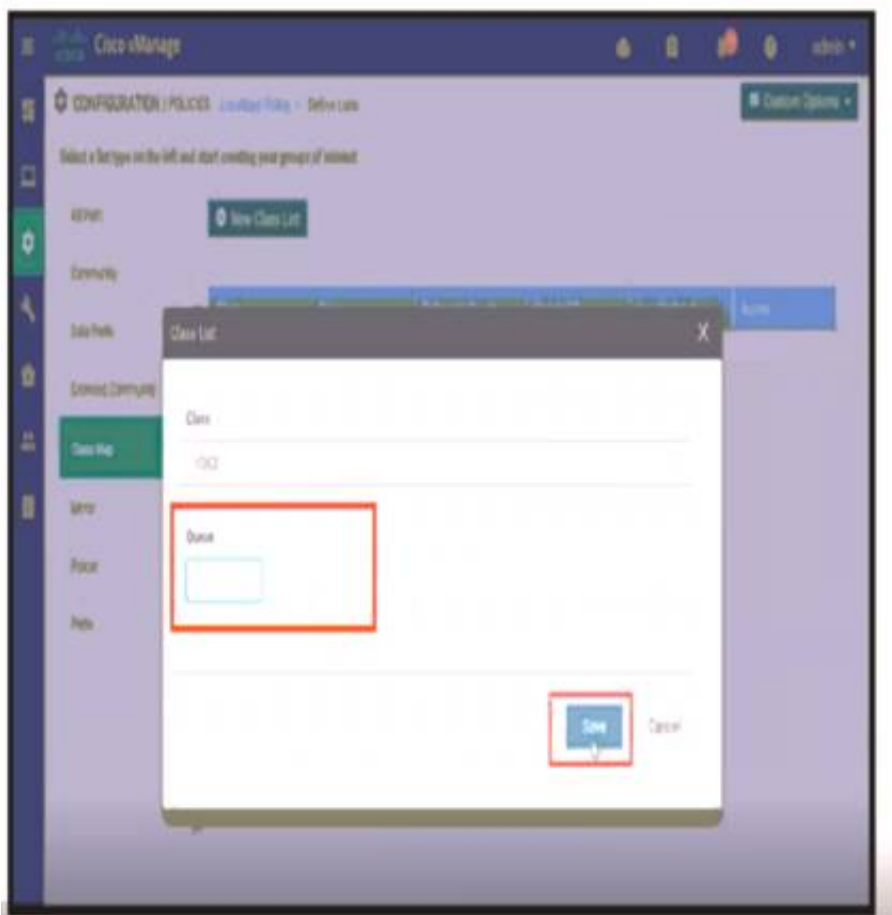 Cisco vManage
admin
CONFIGURATION | POLICIES Localized Policy > Define Lists
Custom Options
Select a list type on the left and start creating your groups of interest
New Class List
Community
Data Prefix
Extended Community
Class Map
Mirror
Policer
Prefix
Action
Class List
X
Class
VOICE
Queue
Save
Cancel